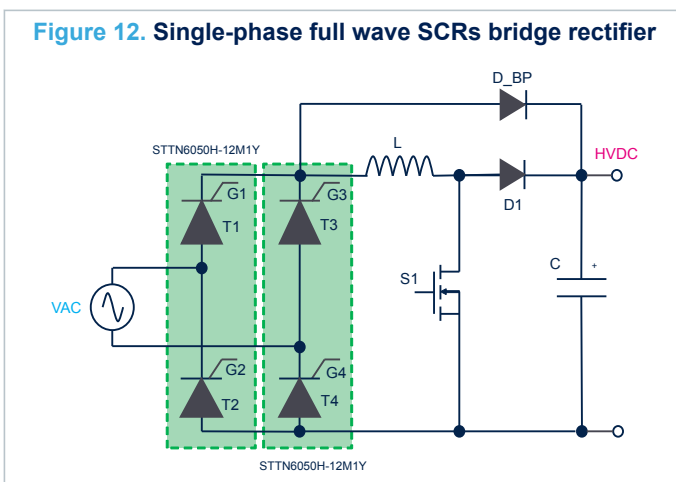 Figure 12. Single-phase full wave SCRs bridge rectifier
D_BP
STTN6050H-12M1Y
L
HVDC
G1
G3
D1
T1
T3
C
+
S1
VAC
G2
G4
T2
T4
STTN6050H-12M1Y